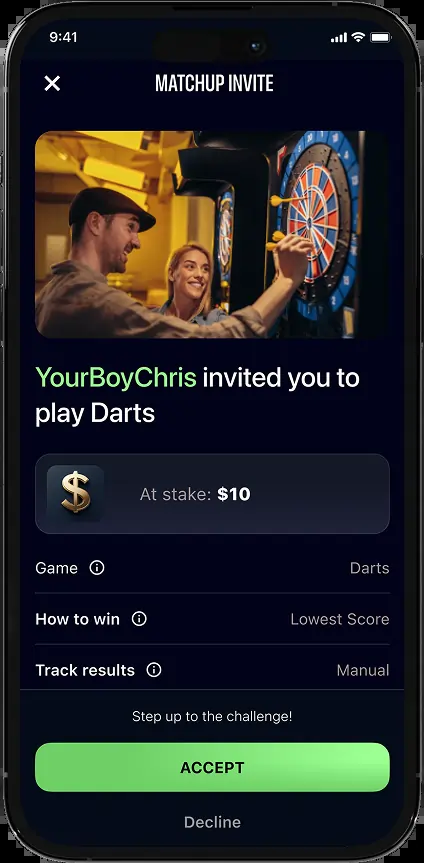 9:41
MATCHUP INVITE
YourBoyChris invited you to
play Darts
$
At stake: $10
Game
Darts
How to win
Lowest Score
Track results
Manual
Step up to the challenge!
ACCEPT
Decline